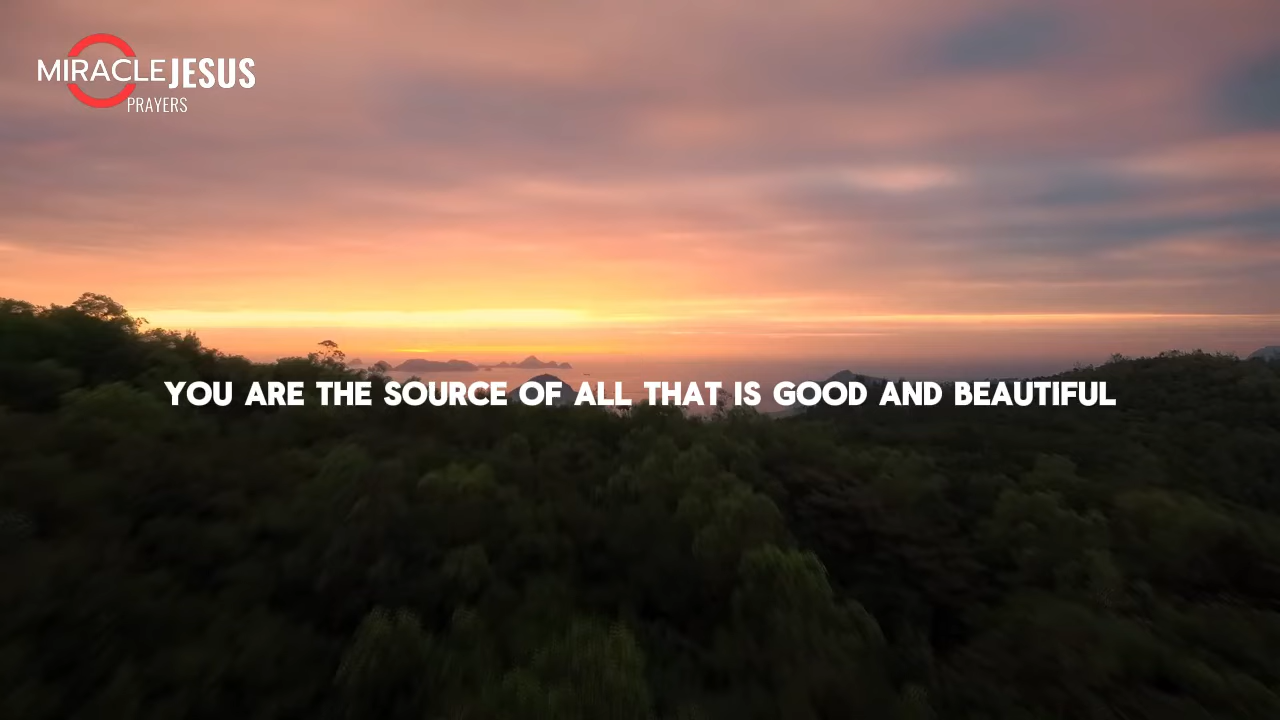 MIRACLE JESUS
PRAYERS
YOU ARE THE SOURCE OF ALL THAT IS GOOD AND BEAUTIFUL